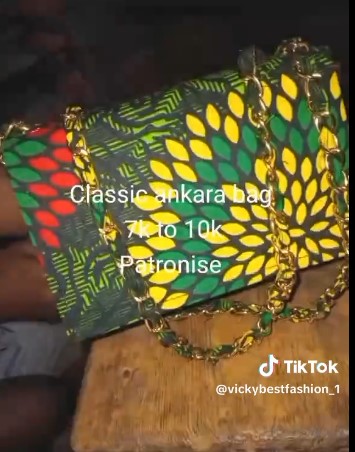 Classic ankara bag
7k to 10k
Patronise
TikTok
@vickybestfashion_1